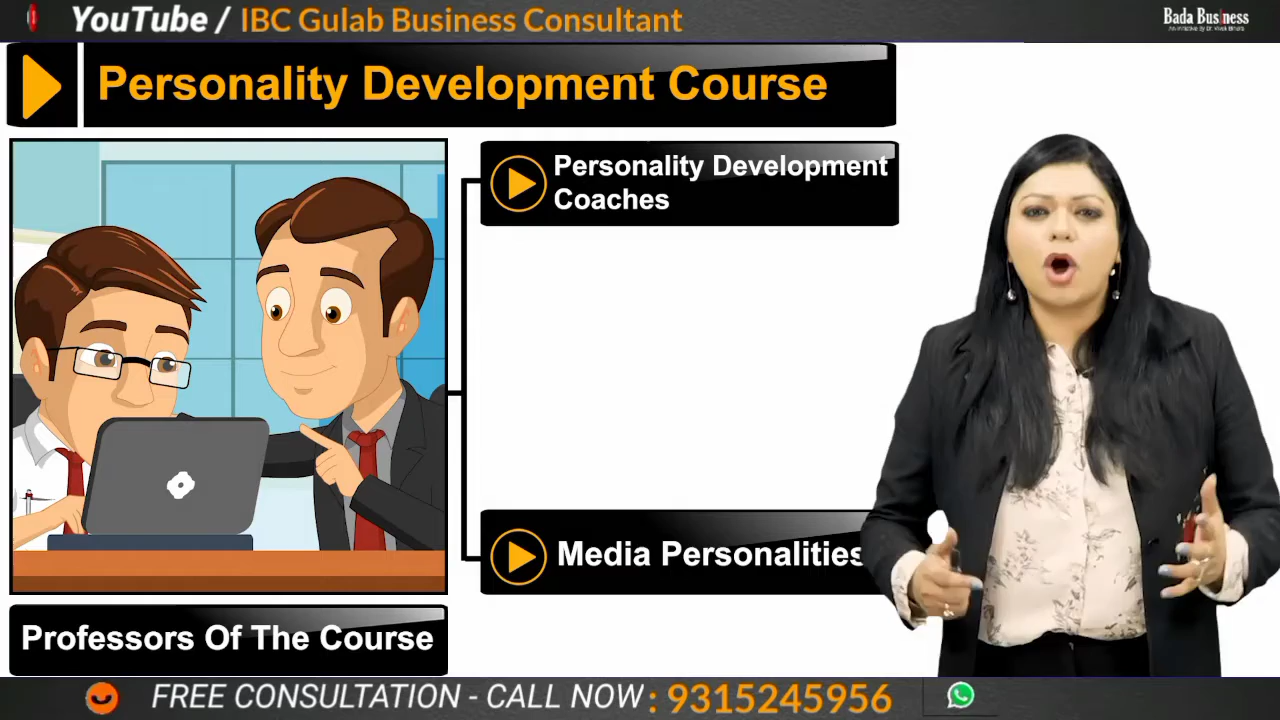 YouTube / IBC Gulab Business Consultant
Bada Business
Personality Development Course
Personality Development
Coaches
Media Personalities
Professors Of The Course
FREE CONSULTATION - CALL NOW : 9315245956